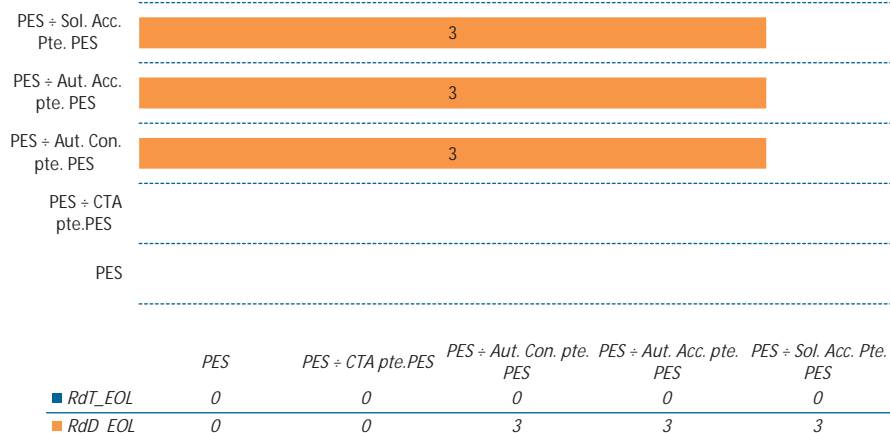 PES ÷ Sol. Acc.
Pte. PES
3
PES ÷ Aut. Acc.
pte. PES
3
PES ÷ Aut. Con.
pte. PES
3
PES ÷ CTA
pte.PES
PES
PES PES ÷ CTA pte.PES PES ÷ Aut. Con. pte. PES ÷ Aut. Acc. pte. PES ÷ Sol. Acc. Pte.
PES PES PES
RdT_EOL 0 0 0 0 0
RdD_EOL 0 0 3 3 3